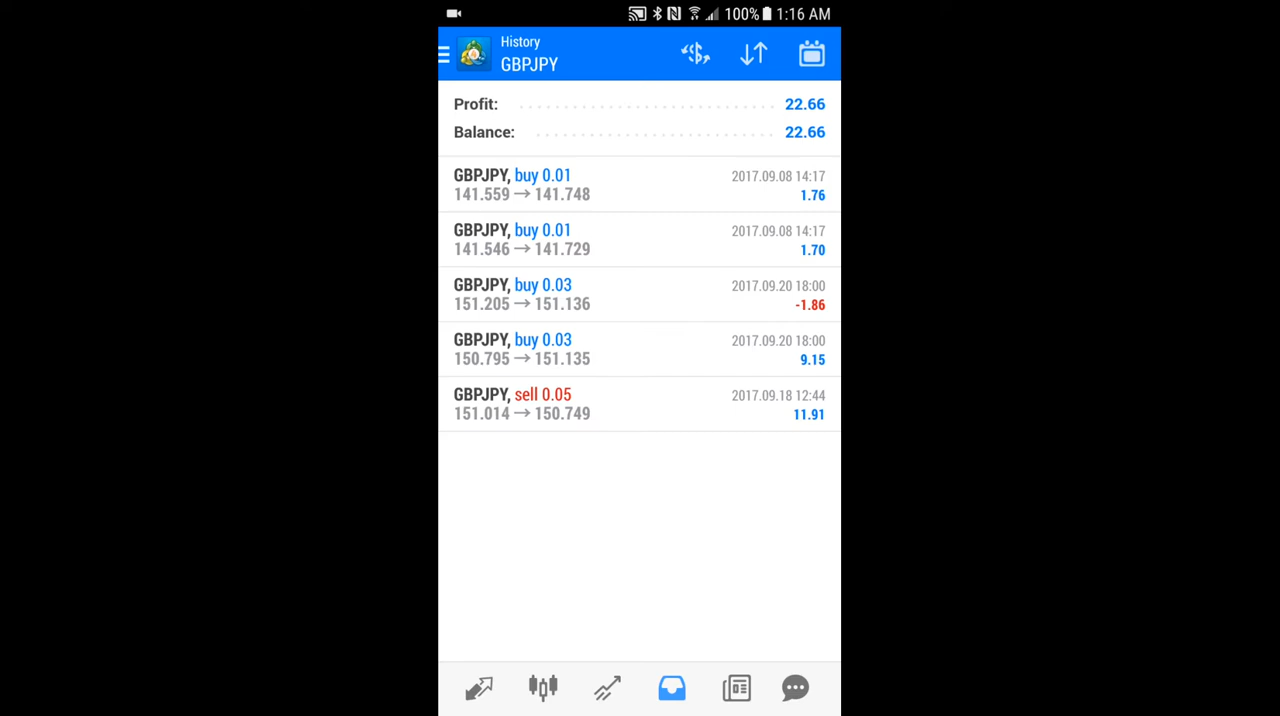 100% 1:16 AM
History
GBPJPY
Profit: 22.66
Balance: 22.66
GBPJPY, buy 0.01 2017.09.08 14:17
141.559 → 141.748 1.76
GBPJPY, buy 0.01 2017.09.08 14:17
141.546 → 141.729 1.70
GBPJPY, buy 0.03 2017.09.20 18:00
151.205 → 151.136 -1.86
GBPJPY, buy 0.03 2017.09.20 18:00
150.795 → 151.135 9.15
GBPJPY, sell 0.05 2017.09.18 12:44
151.014 → 150.749 11.91